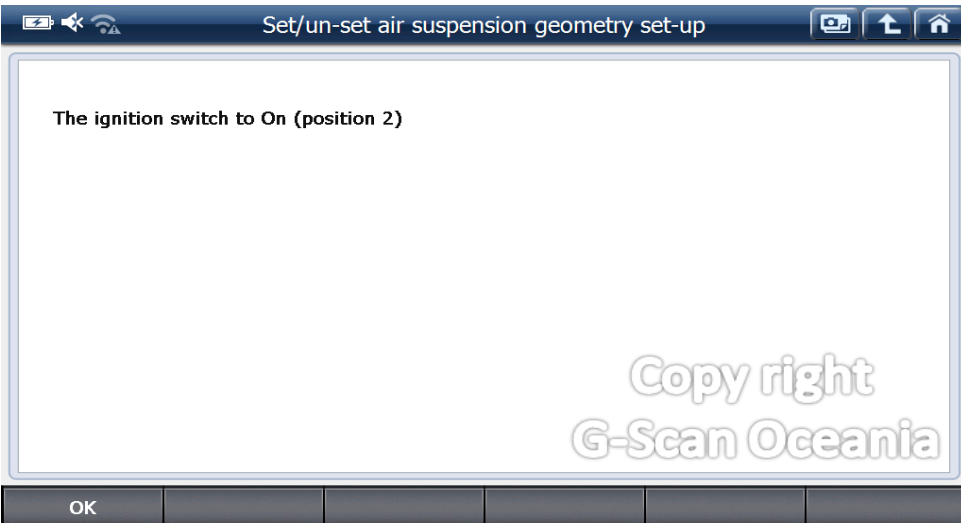 Set/un-set air suspension geometry set-up
The ignition switch to On (position 2)
Copy right
G-Scan Oceania
OK